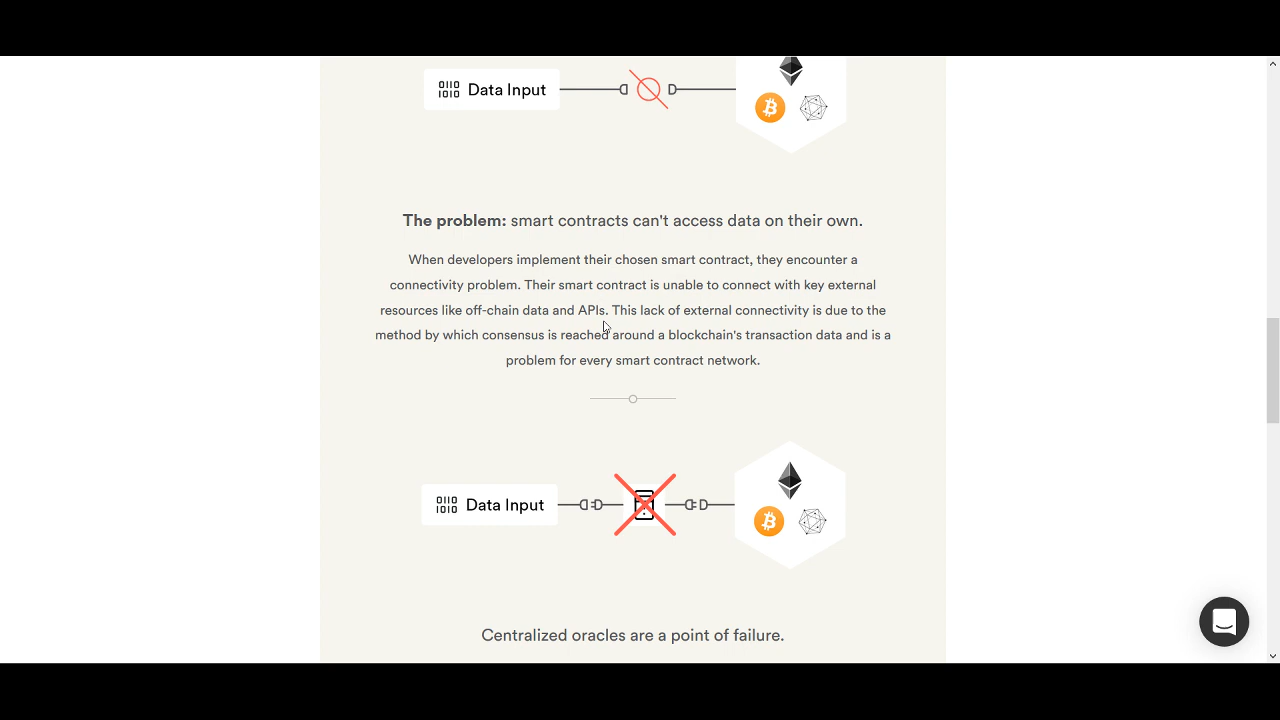 Data Input
The problem: smart contracts can't access data on their own.
When developers implement their chosen smart contract, they encounter a
connectivity problem. Their smart contract is unable to connect with key external
resources like off-chain data and APIs. This lack of external connectivity is due to the
method by which consensus is reached around a blockchain's transaction data and is a
problem for every smart contract network.
Data Input
Centralized oracles are a point of failure.